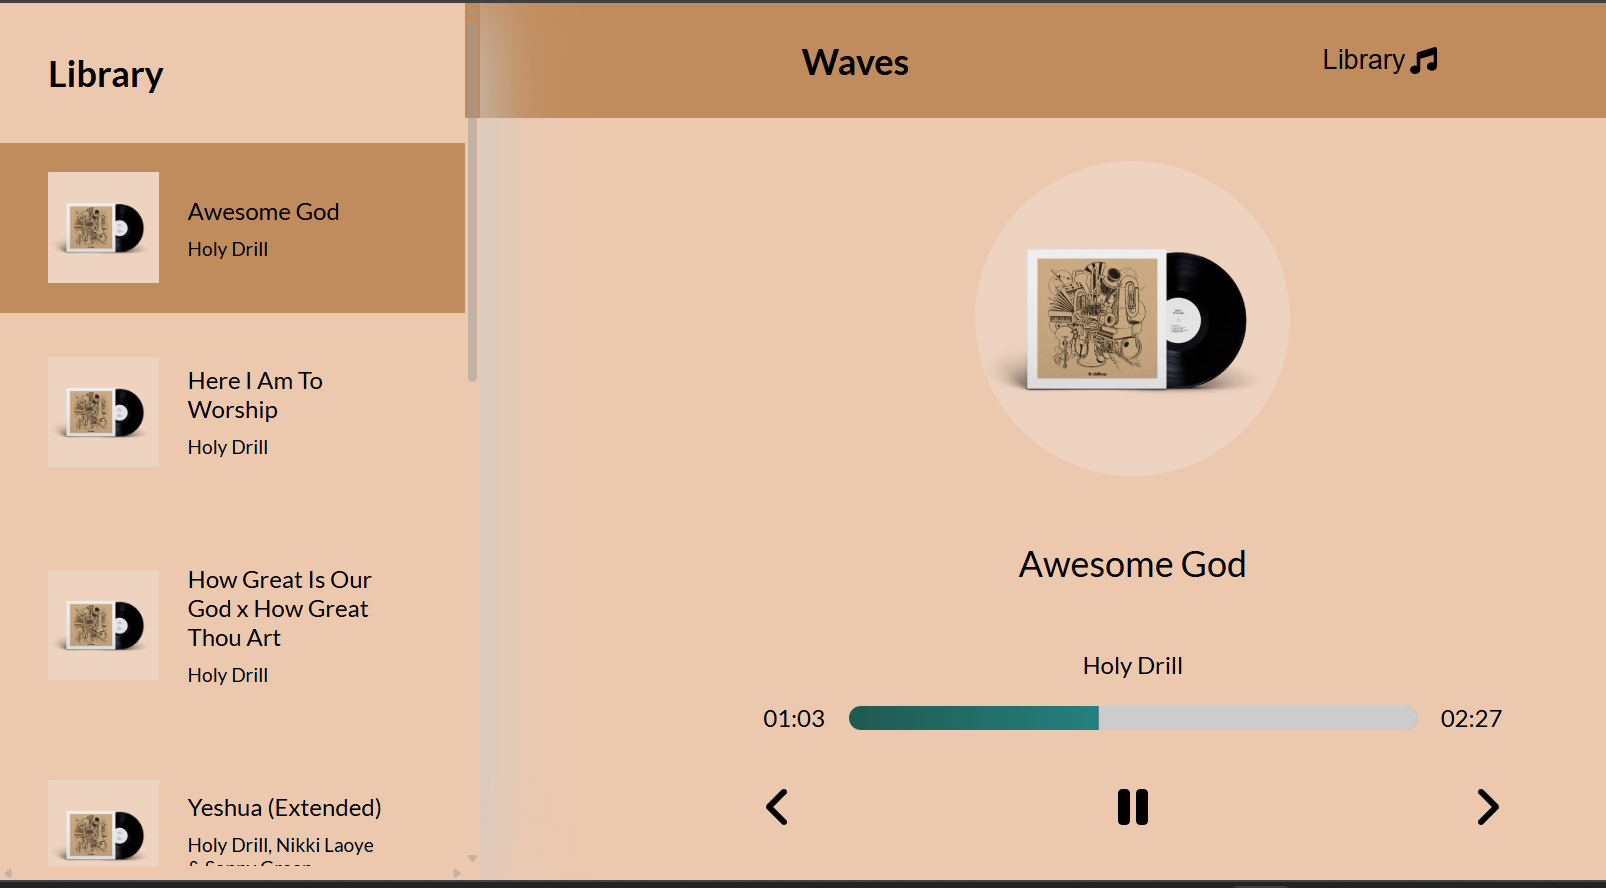 Library
Awesome God
Holy Drill
Here I Am To
Worship
Holy Drill
How Great Is Our
God x How Great
Thou Art
Holy Drill
Yeshua (Extended)
Holy Drill, Nikki Laoye
Waves
Library
Awesome God
Holy Drill
01:03
02:27